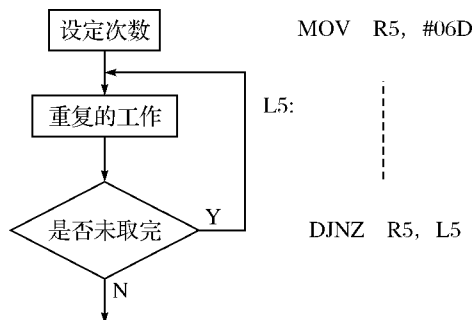 设定次数
MOV R5, #06D
重复的工作
L5:
是否未取完
Y
DJNZ R5, L5
N